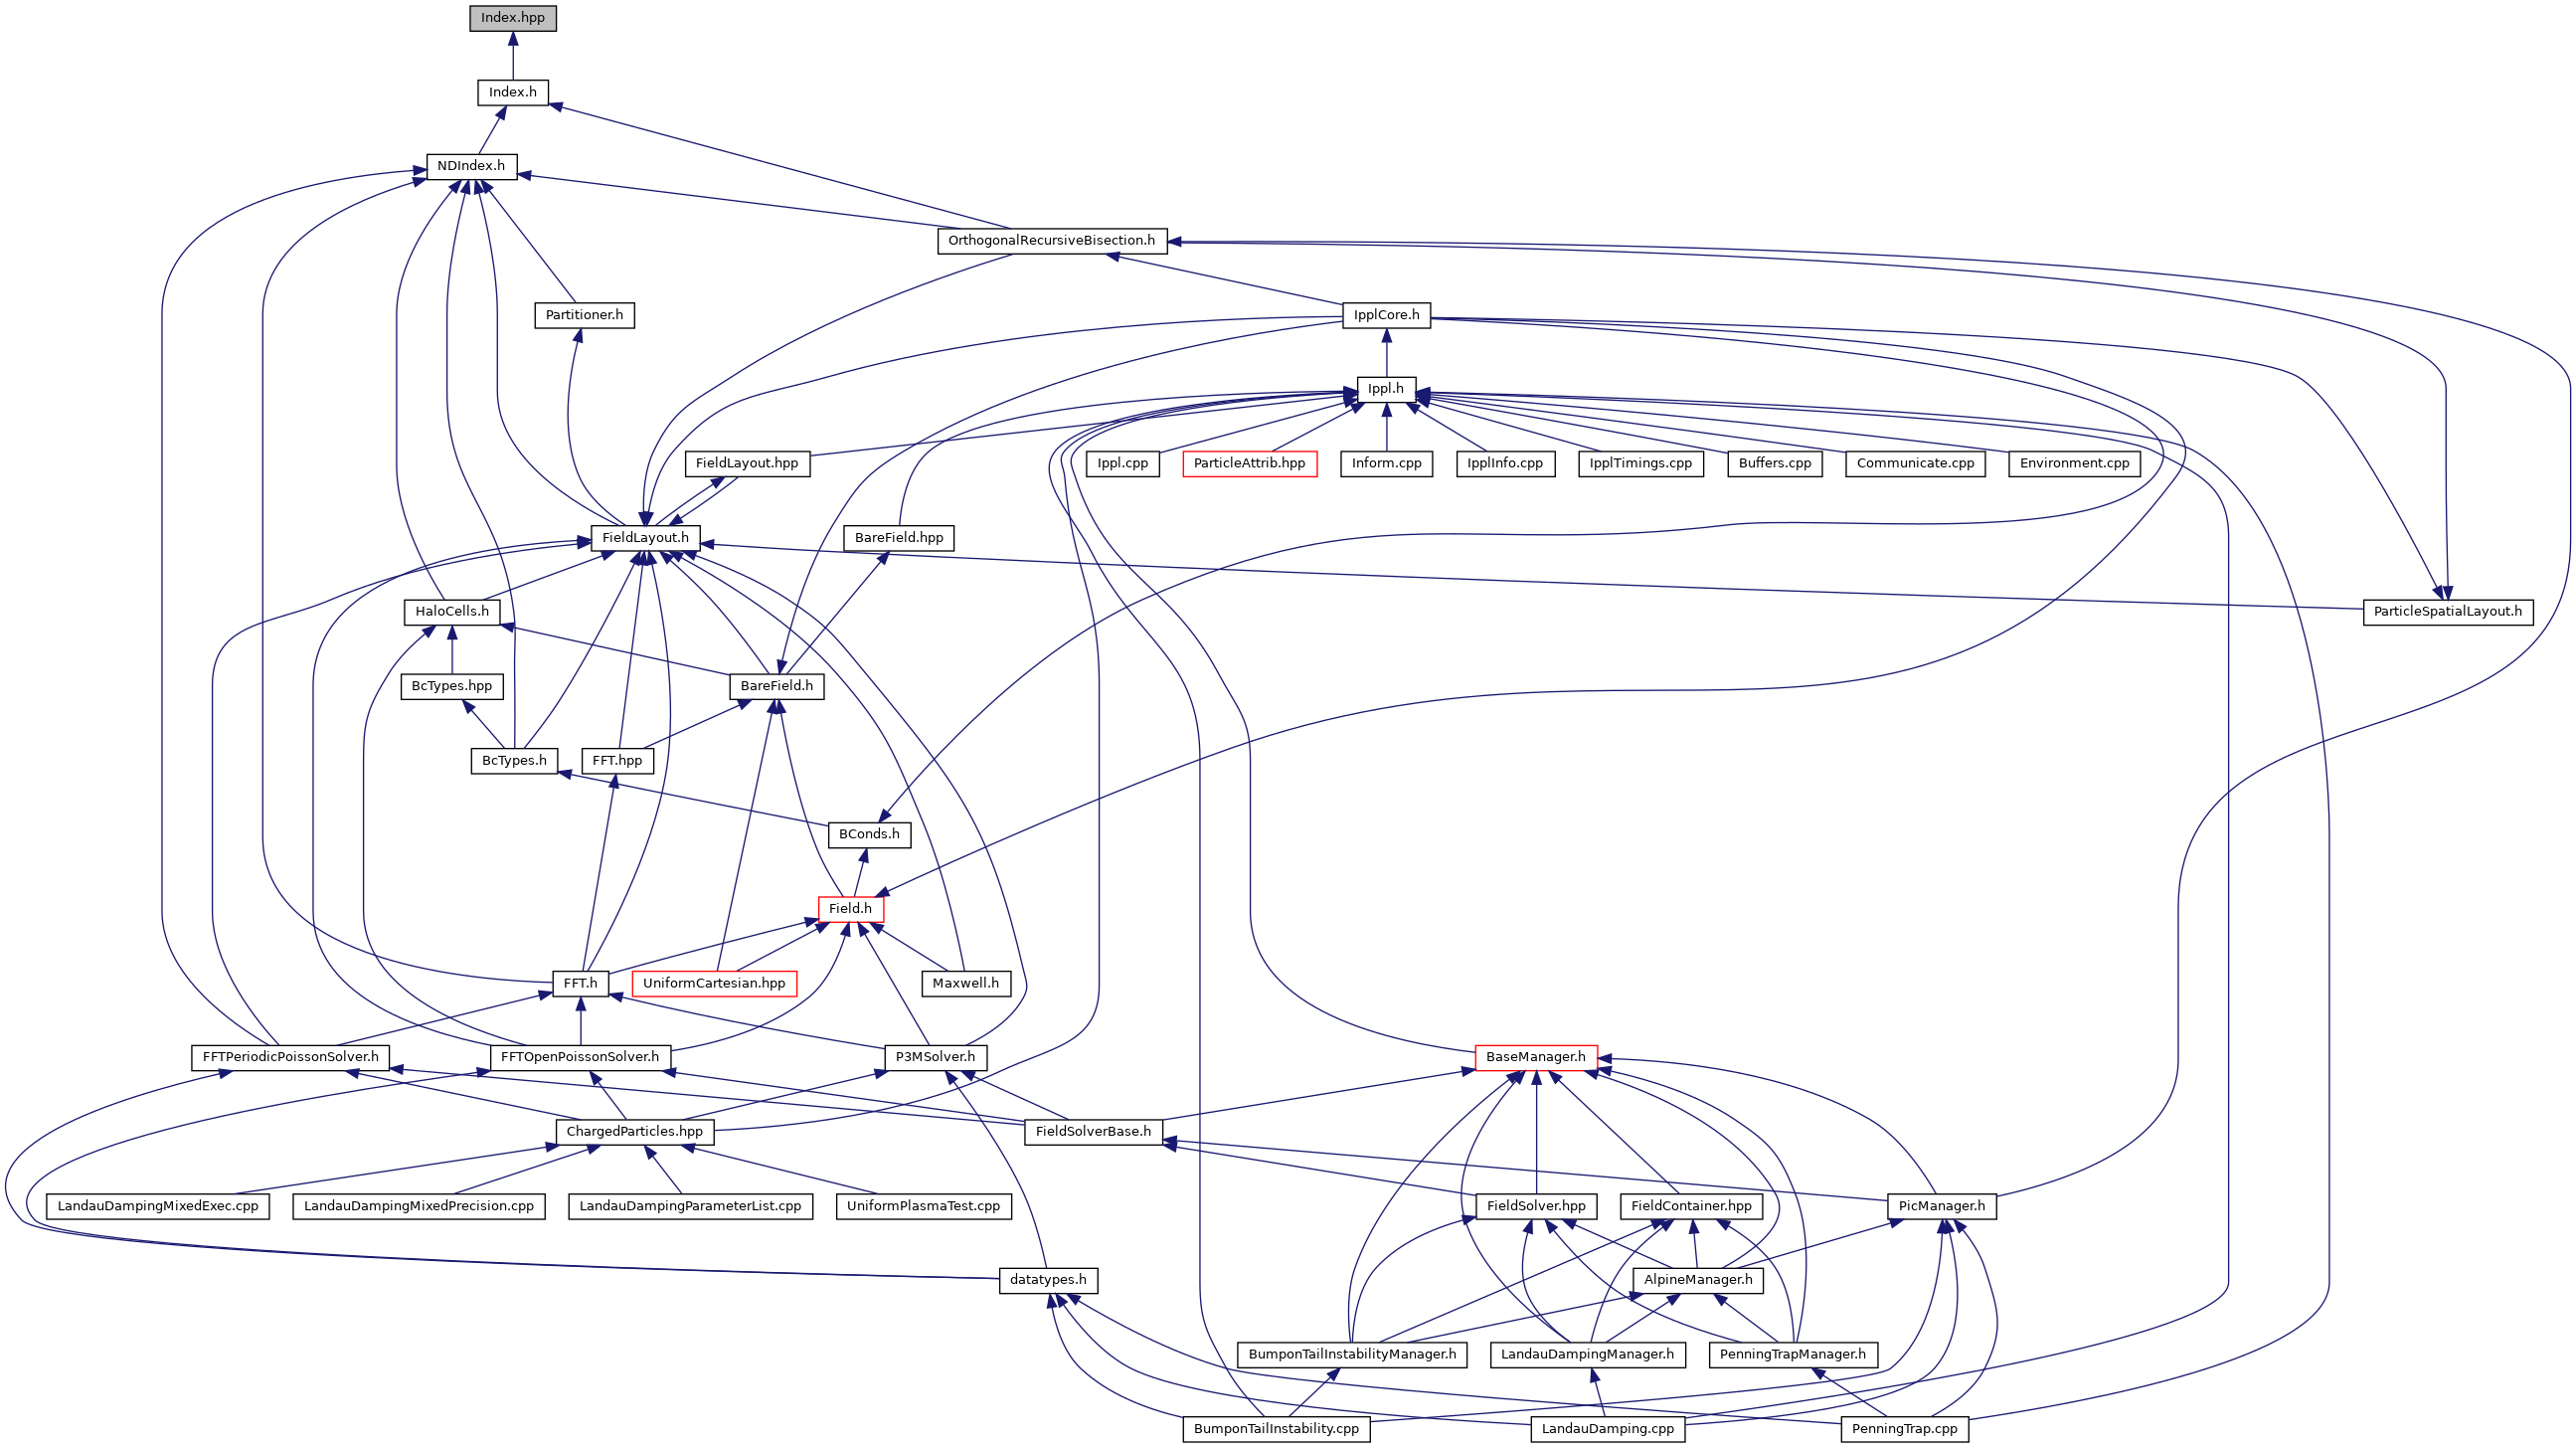 Index.hpp
Index.h
NDIndex.h
OrthogonalRecursiveBisection.h
Partitioner.h
IpplCore.h
Ippl.h
FieldLayout.hpp
Ippl.cpp
ParticleAttrib.hpp
Inform.cpp
IpplInfo.cpp
IpplTimings.cpp
Buffers.cpp
Communicate.cpp
Environment.cpp
FieldLayout.h
BareField.hpp
HaloCells.h
ParticleSpatialLayout.h
BcTypes.hpp
BareField.h
BcTypes.h
FFT.hpp
BConds.h
Field.h
FFT.h
UniformCartesian.hpp
Maxwell.h
FFTPeriodicPoissonSolver.h
FFTOpenPoissonSolver.h
P3MSolver.h
BaseManager.h
ChargedParticles.hpp
FieldSolverBase.h
LandauDampingMixedExec.cpp
LandauDampingMixedPrecision.cpp
LandauDampingParameterList.cpp
UniformPlasmaTest.cpp
FieldSolver.hpp
FieldContainer.hpp
PicManager.h
datatypes.h
AlpineManager.h
BumponTailInstabilityManager.h
LandauDampingManager.h
PenningTrapManager.h
BumponTailInstability.cpp
LandauDamping.cpp
PenningTrap.cpp